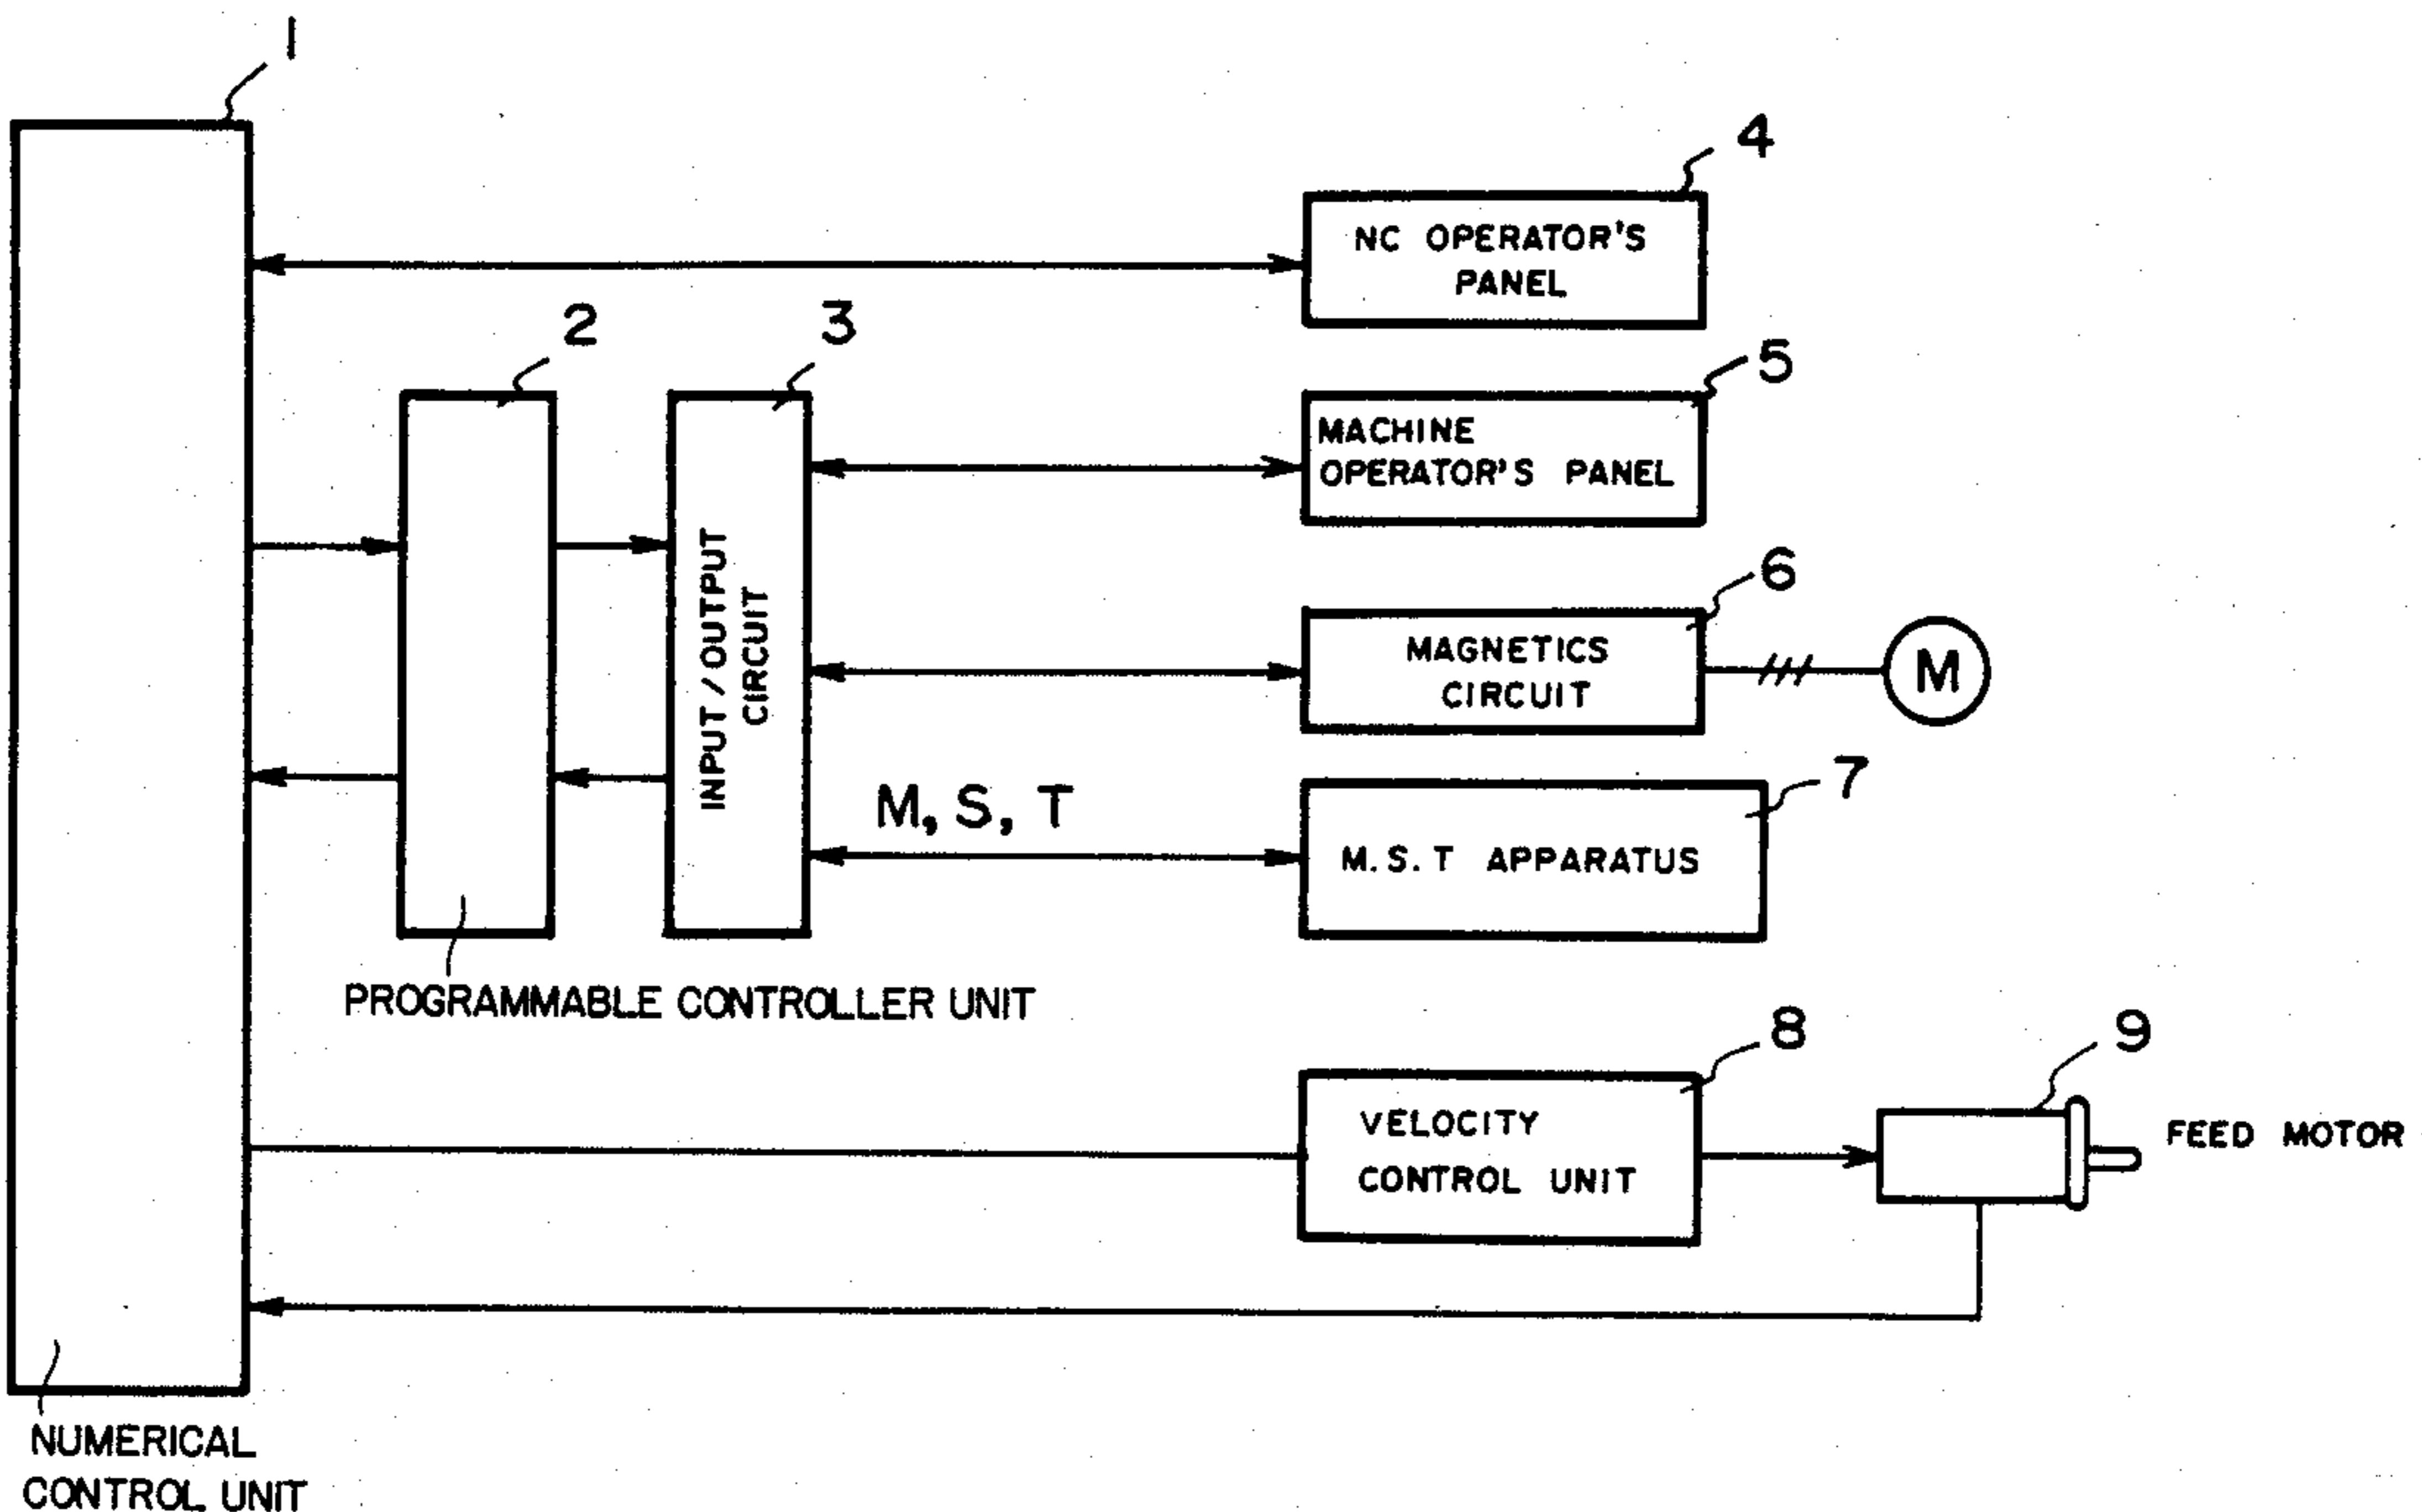 1
4
NC OPERATOR'S
PANEL
2
3
5
MACHINE
OPERATOR'S PANEL
INPUT / OUTPUT
CIRCUIT
6
MAGNETICS
CIRCUIT
M
7
M, S, T
M. S. T APPARATUS
PROGRAMMABLE CONTROLLER UNIT
8
9
VELOCITY
CONTROL UNIT
FEED MOTOR
NUMERICAL
CONTROL UNIT